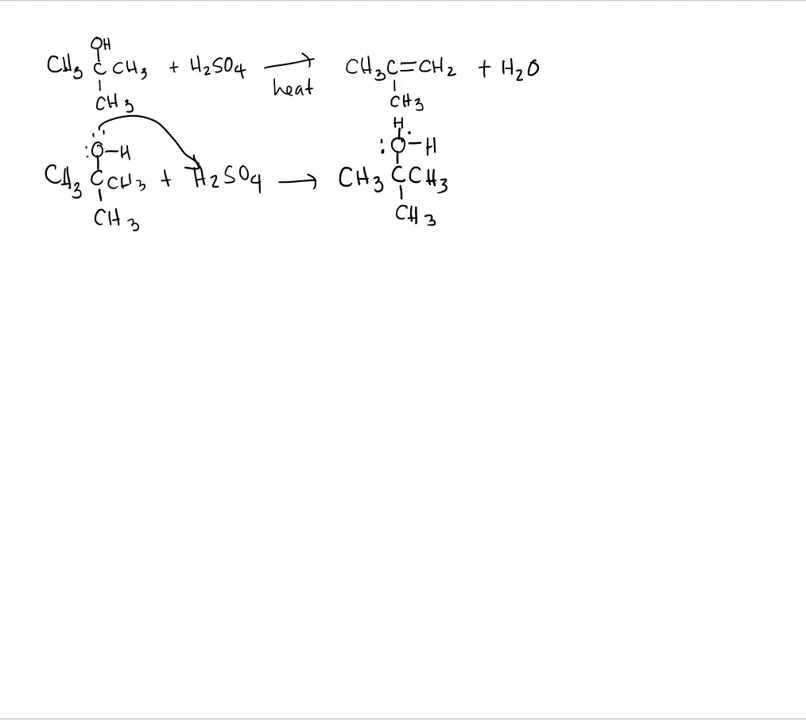 OH
CH3 C CH3 + H2SO4 → CH3C=CH2 + H2O
heat
CH3 CH3
H
:O-H :O-H
CH3 CCH3 + H2SO4 → CH3 CCH3
CH3 CH3